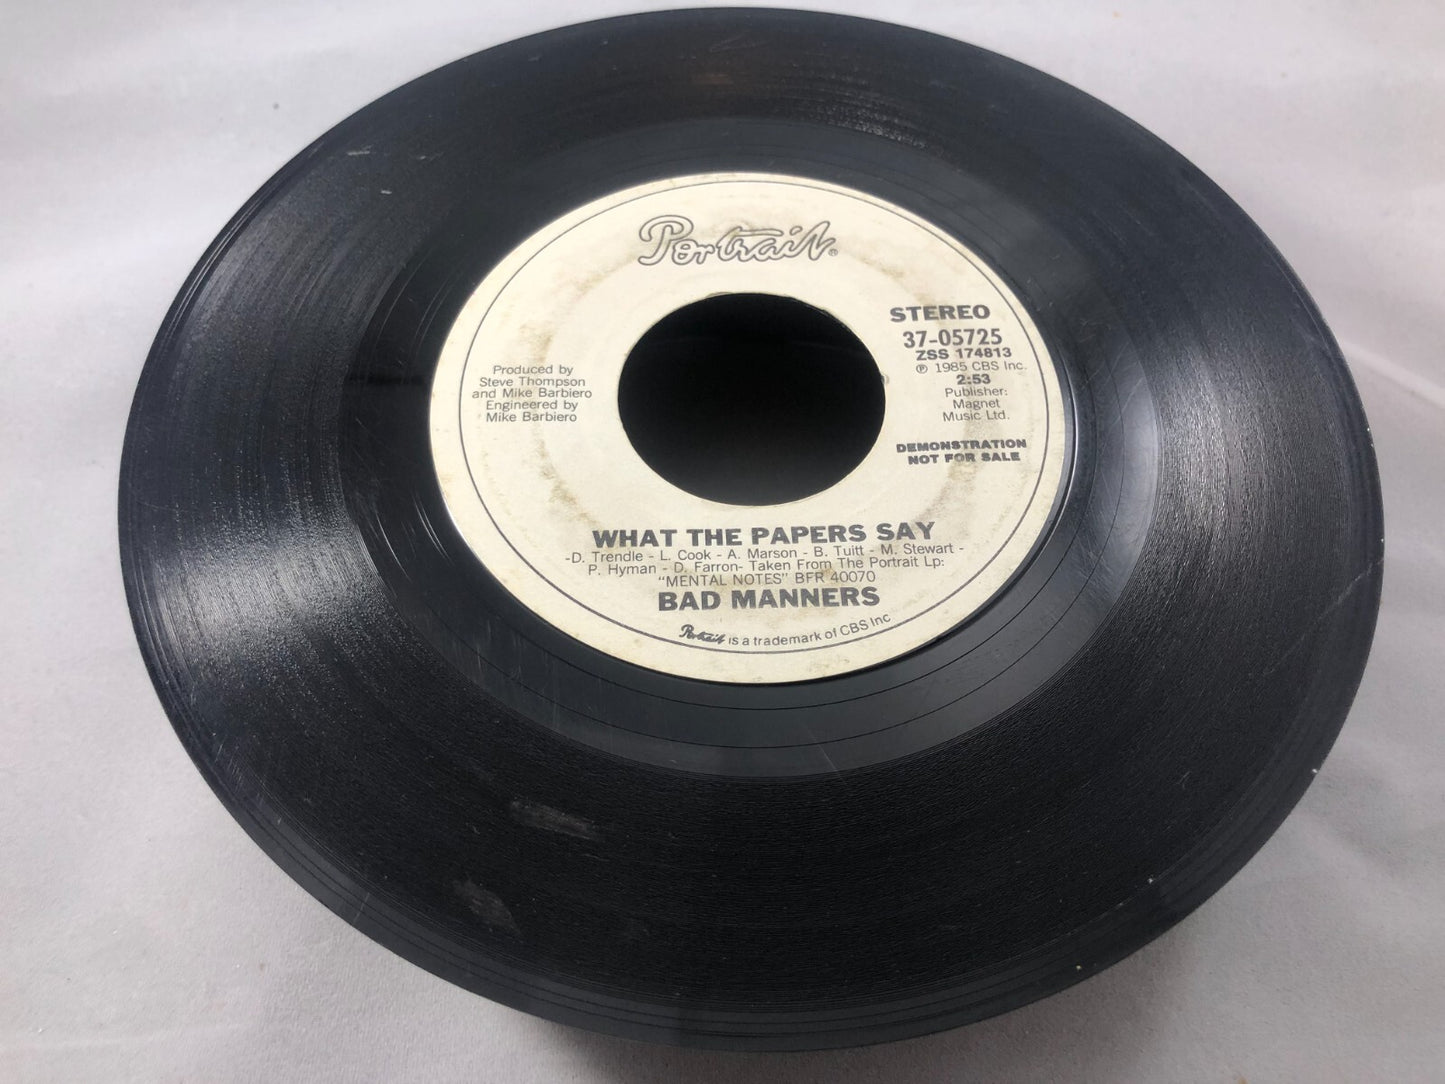 Portrait®
STEREO
37-05725
ZSS 174813
℗ 1985 CBS Inc.
2:53
Publisher:
Magnet
Music Ltd.
DEMONSTRATION
NOT FOR SALE
Produced by
Steve Thompson
and Mike Barbiero
Engineered by
Mike Barbiero
WHAT THE PAPERS SAY
-D. Trendle - L. Cook - A. Marson - B. Tuitt - M. Stewart -
P. Hyman - D. Farron- Taken From The Portrait Lp:
"MENTAL NOTES" BFR 40070
BAD MANNERS
Portrait is a trademark of CBS Inc